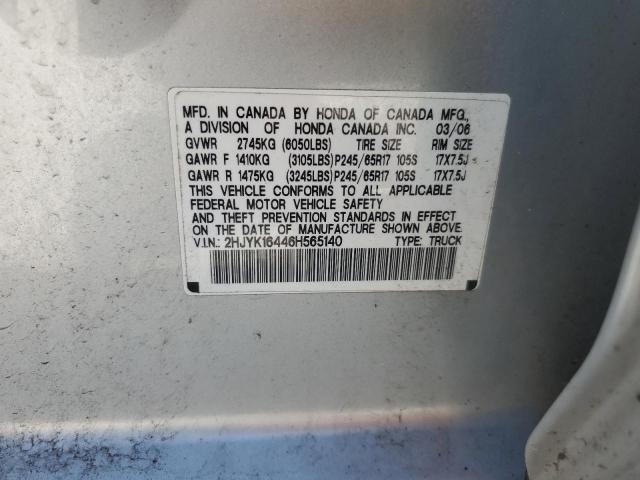 MFD. IN CANADA BY HONDA OF CANADA MFG.,
A DIVISION OF HONDA CANADA INC. 03/06
GVWR 2745KG (6050LBS) TIRE SIZE RIM SIZE
GAWR F 1410KG (3105LBS) P245/65R17 105S 17X7.5J
GAWR R 1475KG (3245LBS) P245/65R17 105S 17X7.5J
THIS VEHICLE CONFORMS TO ALL APPLICABLE
FEDERAL MOTOR VEHICLE SAFETY
AND THEFT PREVENTION STANDARDS IN EFFECT
ON THE DATE OF MANUFACTURE SHOWN ABOVE.
V.I.N.: 2HJYK16446H565140 TYPE: TRUCK